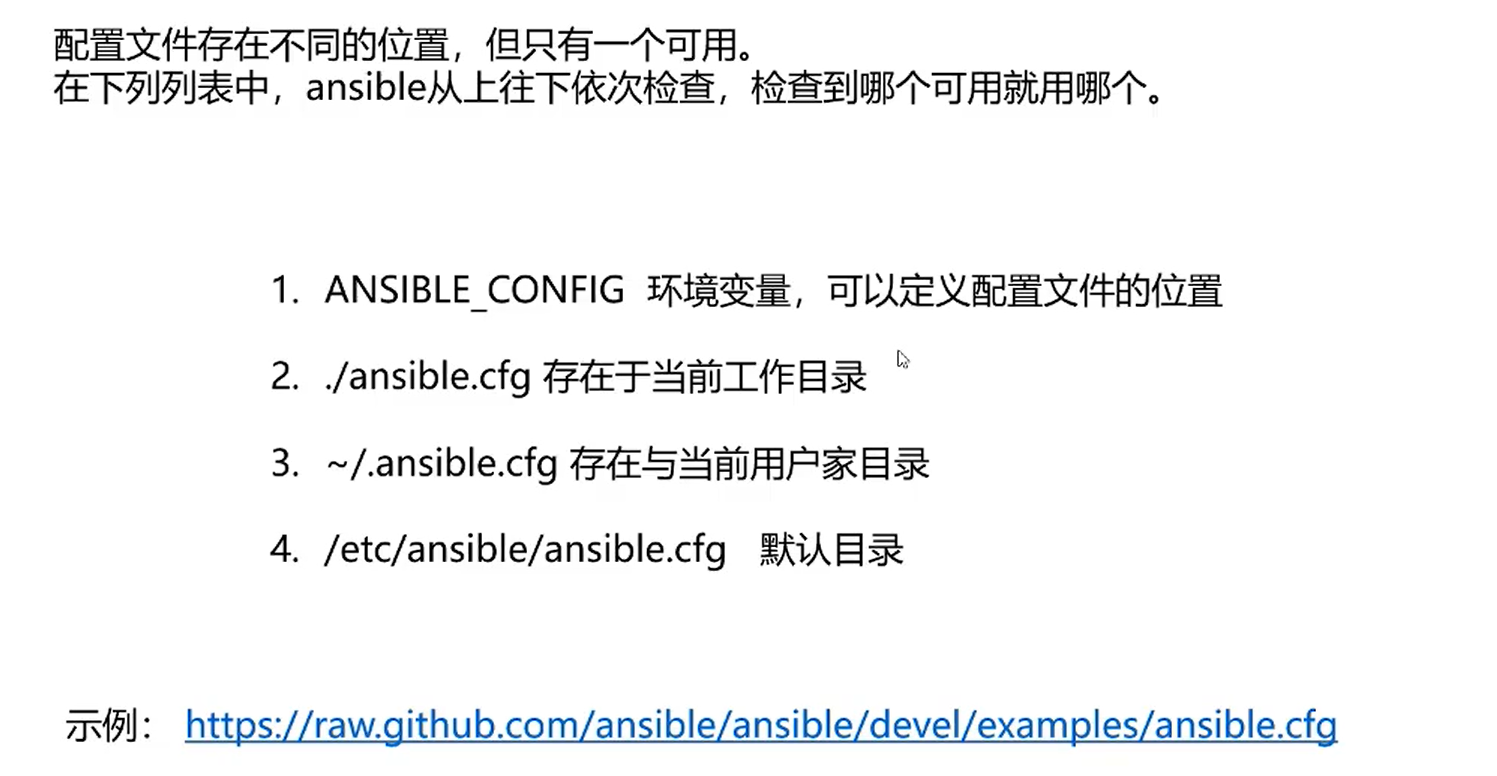 配置文件存在不同的位置，但只有一个可用。
在下列列表中，ansible从上往下依次检查，检查到哪个可用就用哪个。
1. ANSIBLE_CONFIG 环境变量，可以定义配置文件的位置
2. ./ansible.cfg 存在于当前工作目录
3. ~/.ansible.cfg 存在与当前用户家目录
4. /etc/ansible/ansible.cfg 默认目录
示例： https://raw.github.com/ansible/ansible/devel/examples/ansible.cfg